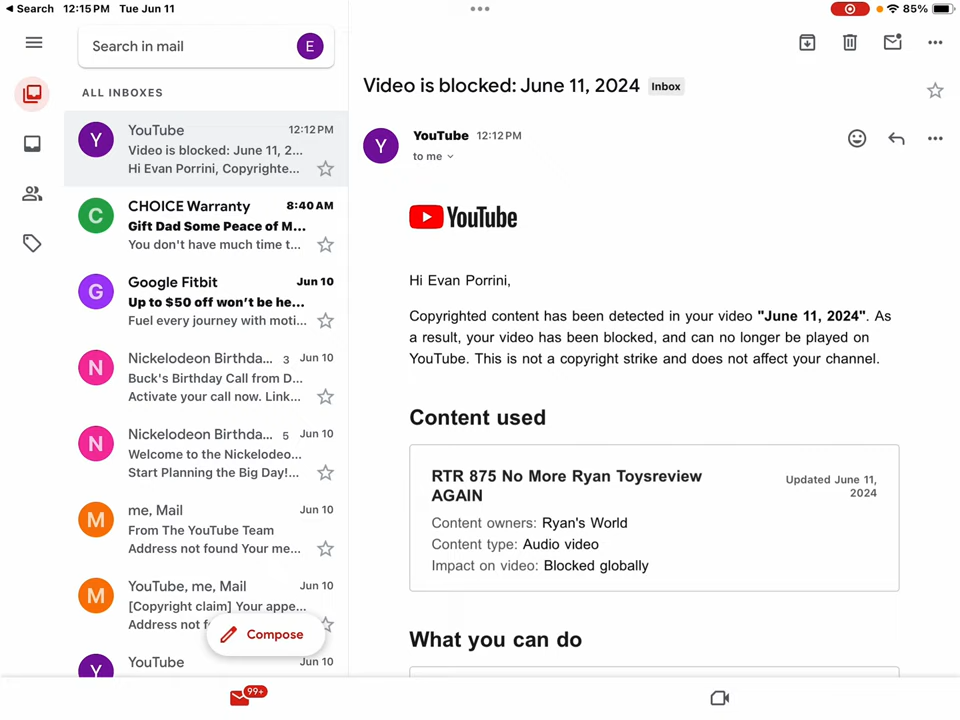 Search 12:15 PM Tue Jun 11
85%
Search in mail
E
ALL INBOXES
Y
YouTube 12:12 PM
Video is blocked: June 11, 2...
Hi Evan Porrini, Copyrighte...
C
CHOICE Warranty 8:40 AM
Gift Dad Some Peace of M...
You don't have much time t...
G
Google Fitbit Jun 10
Up to $50 off won't be he...
Fuel every journey with moti...
N
Nickelodeon Birthda... 3 Jun 10
Buck's Birthday Call from D...
Activate your call now. Link...
N
Nickelodeon Birthda... 5 Jun 10
Welcome to the Nickelodeo...
Start Planning the Big Day!...
M
me, Mail Jun 10
From The YouTube Team
Address not found Your me...
M
YouTube, me, Mail Jun 10
[Copyright claim] Your appe...
Address not f
Compose
Y
YouTube Jun 10
99+
Video is blocked: June 11, 2024 Inbox
Y
YouTube 12:12 PM
to me
YouTube
Hi Evan Porrini,
Copyrighted content has been detected in your video "June 11, 2024". As
a result, your video has been blocked, and can no longer be played on
YouTube. This is not a copyright strike and does not affect your channel.
Content used
RTR 875 No More Ryan Toysreview
AGAIN
Updated June 11,
2024
Content owners: Ryan's World
Content type: Audio video
Impact on video: Blocked globally
What you can do